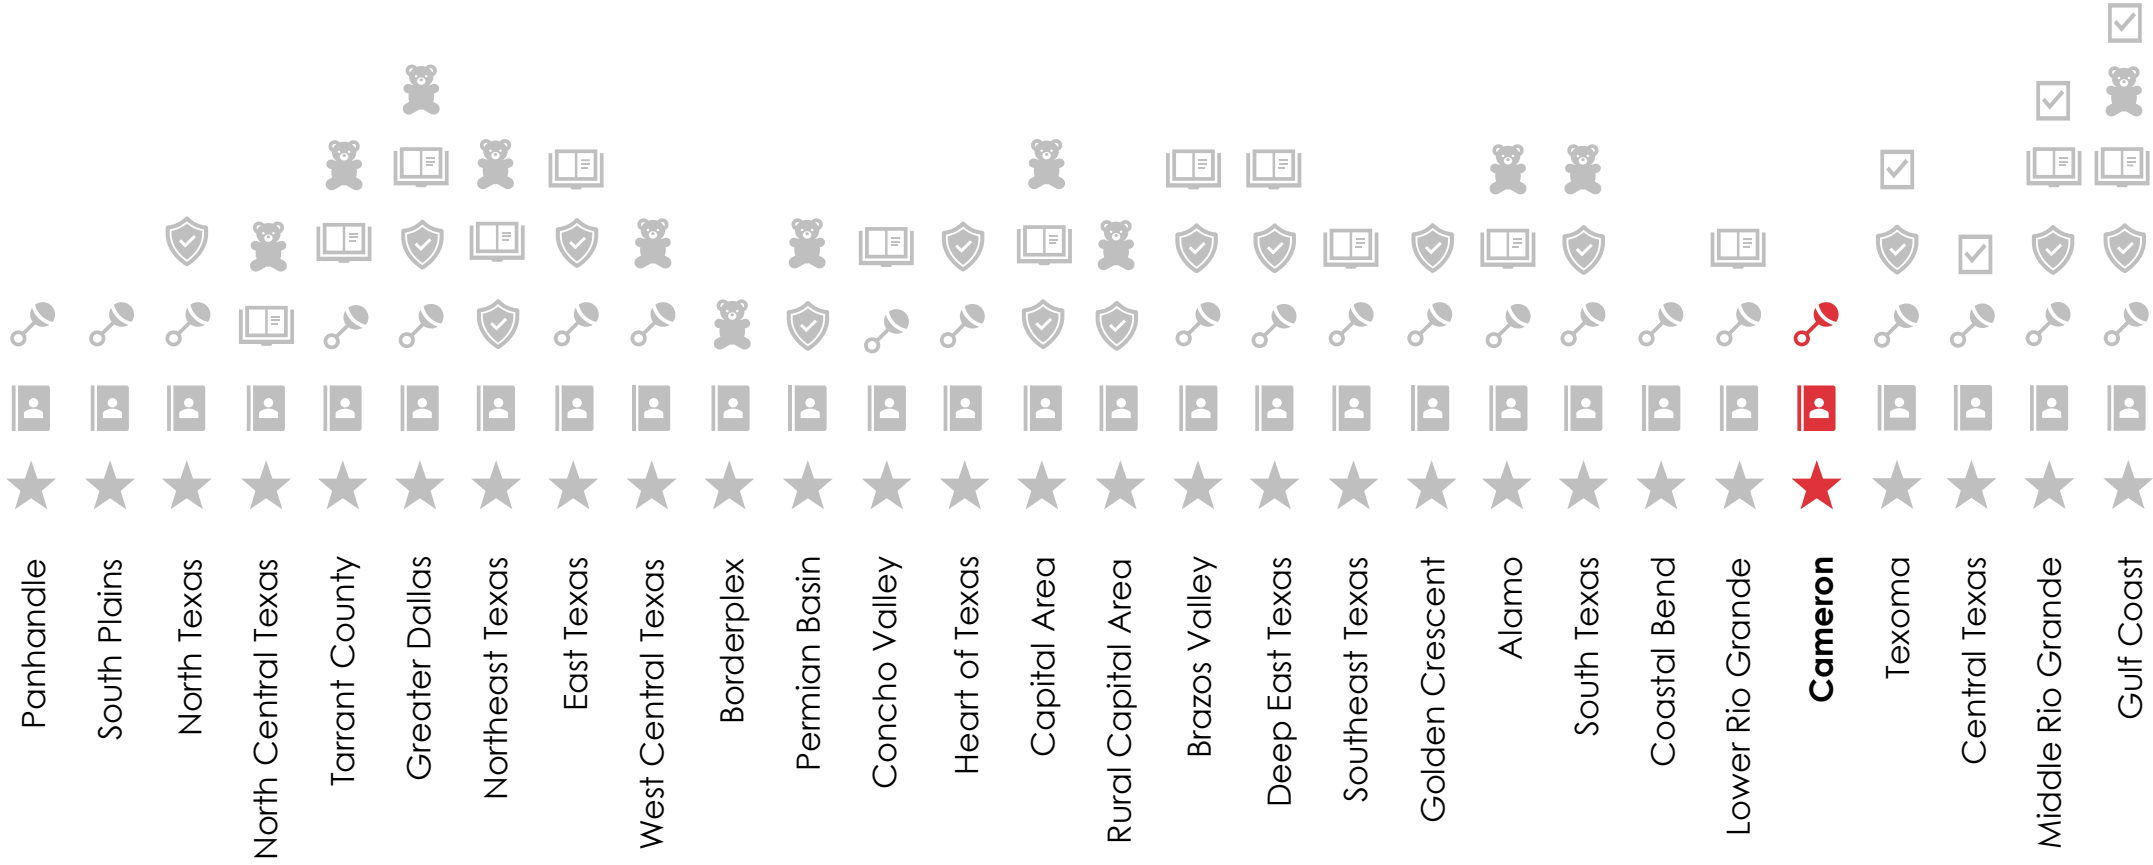 Panhandle
South Plains
North Texas
North Central Texas
Tarrant County
Greater Dallas
Northeast Texas
East Texas
West Central Texas
Borderplex
Permian Basin
Concho Valley
Heart of Texas
Capital Area
Rural Capital Area
Brazos Valley
Deep East Texas
Southeast Texas
Golden Crescent
Alamo
South Texas
Coastal Bend
Lower Rio Grande
Cameron
Texoma
Central Texas
Middle Rio Grande
Gulf Coast